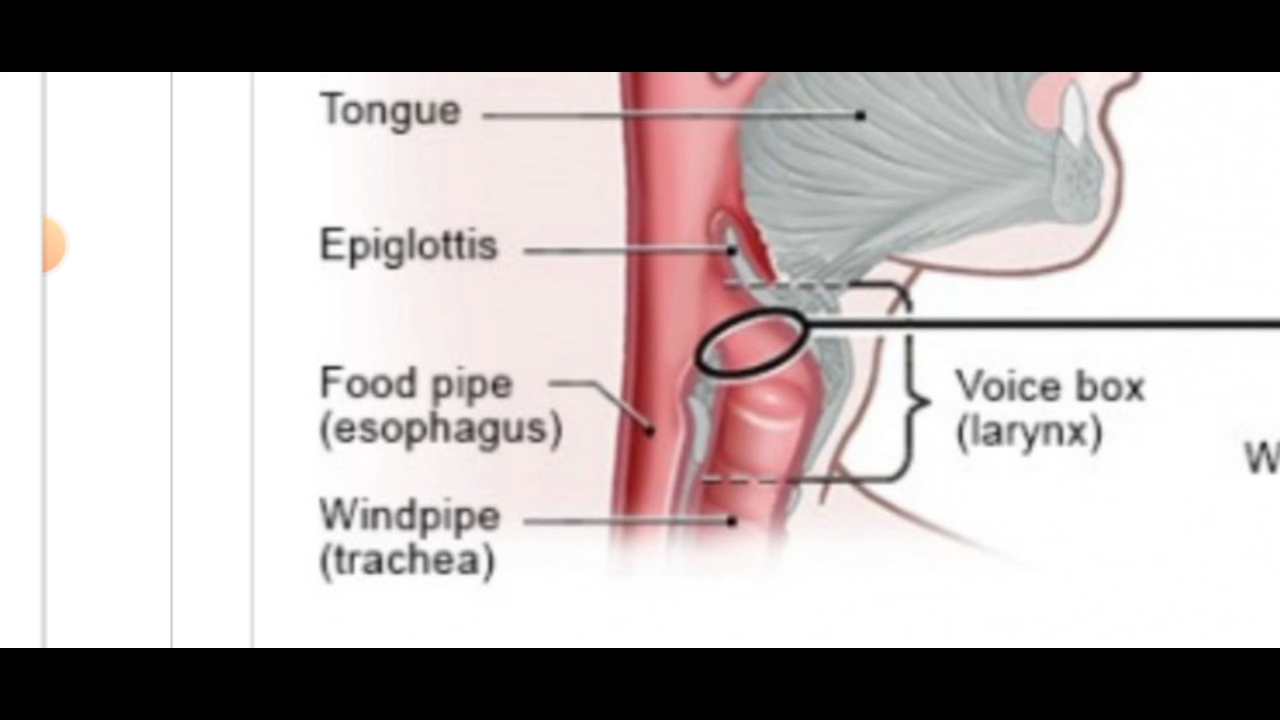 Tongue
Epiglottis
Food pipe
(esophagus)
Voice box
(larynx)
W
Windpipe
(trachea)